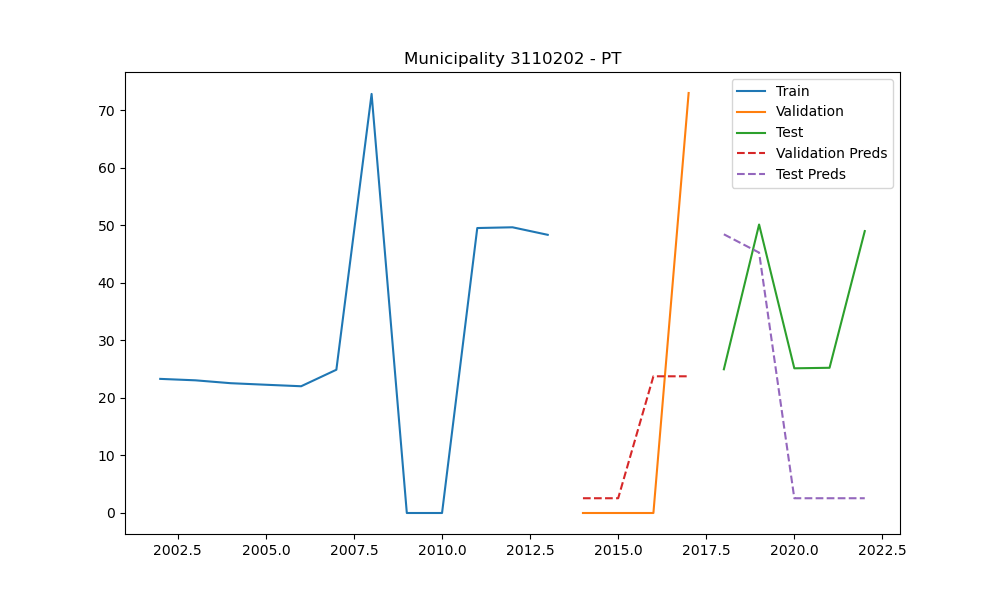 Municipality 3110202 - PT
Train
Validation
Test
Validation Preds
Test Preds
70
60
50
40
30
20
10
0
2002.5 2005.0 2007.5 2010.0 2012.5 2015.0 2017.5 2020.0 2022.5